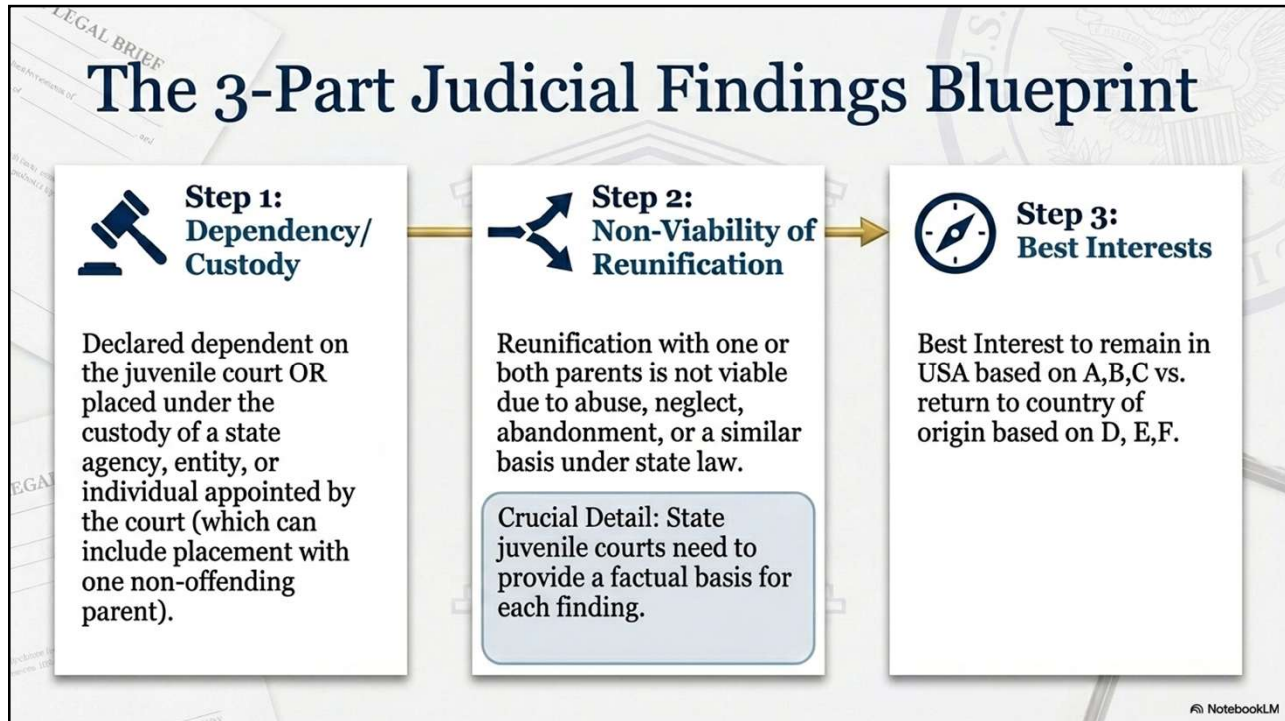 LEGAL BRIEF
The 3-Part Judicial Findings Blueprint
Step 1:
Dependency/
Custody
Declared dependent on
the juvenile court OR
placed under the
custody of a state
agency, entity, or
individual appointed by
the court (which can
include placement with
one non-offending
parent).
Step 2:
Non-Viability of
Reunification
Reunification with one or
both parents is not viable
due to abuse, neglect,
abandonment, or a similar
basis under state law.
Crucial Detail: State
juvenile courts need to
provide a factual basis for
each finding.
Step 3:
Best Interests
Best Interest to remain in
USA based on A,B,C vs.
return to country of
origin based on D, E,F.
NotebookLM